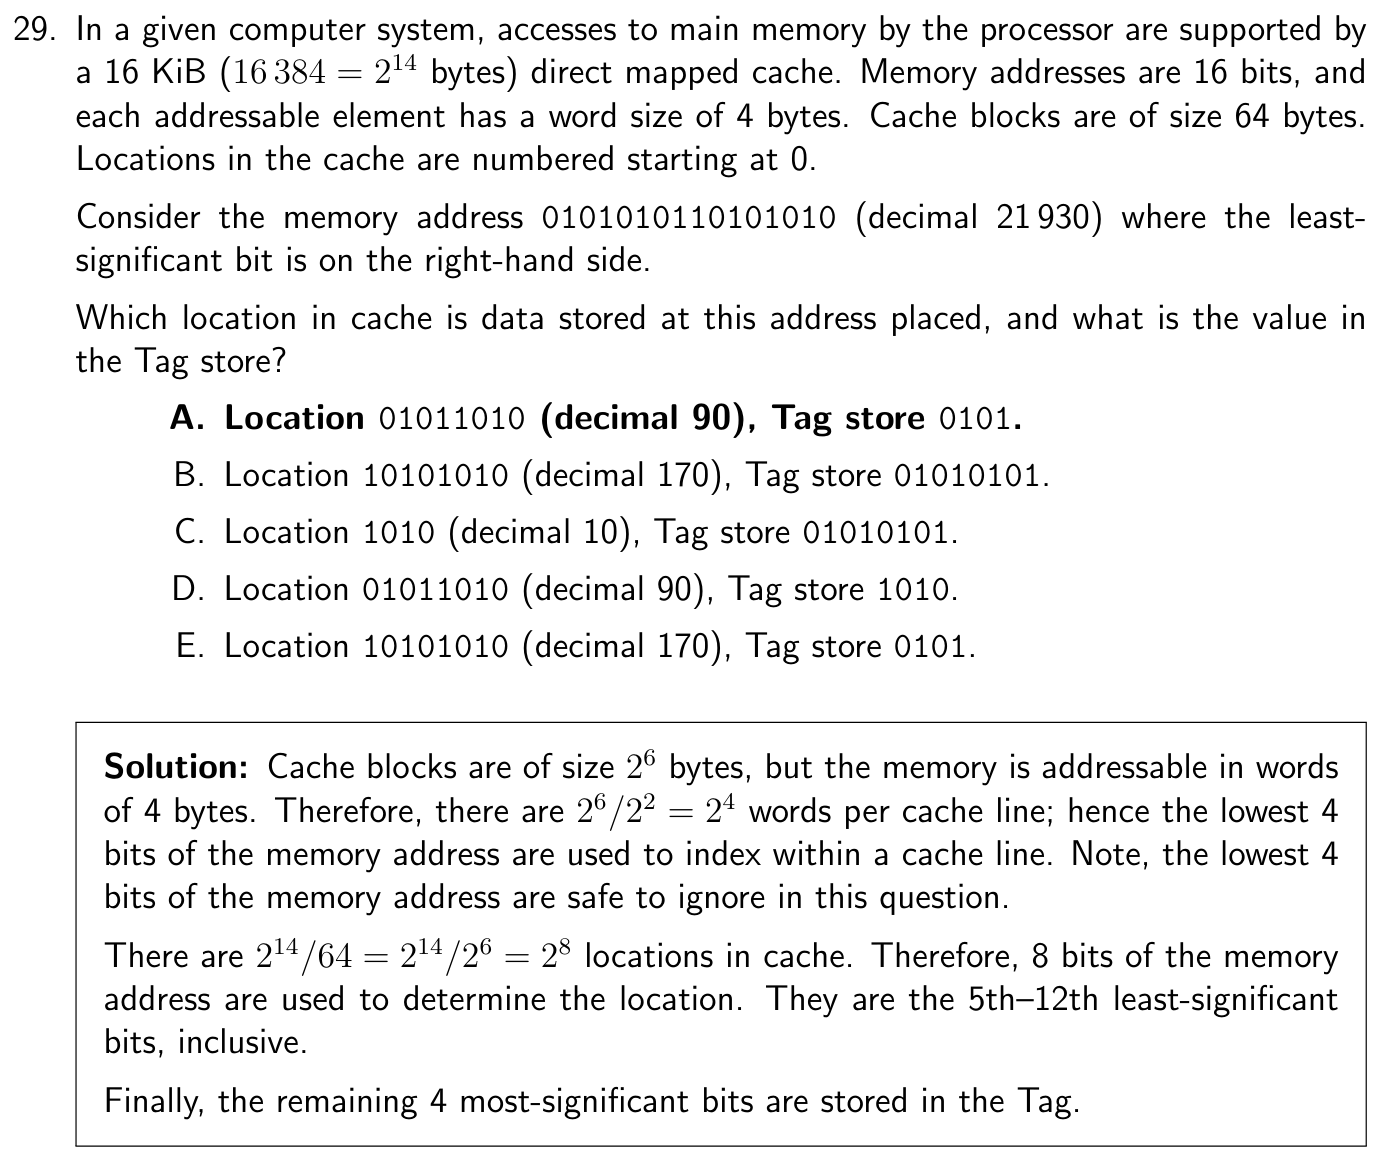 29. In a given computer system, accesses to main memory by the processor are supported by
a 16 KiB (16 384 = 2^14 bytes) direct mapped cache. Memory addresses are 16 bits, and
each addressable element has a word size of 4 bytes. Cache blocks are of size 64 bytes.
Locations in the cache are numbered starting at 0.
Consider the memory address 0101010110101010 (decimal 21 930) where the least-
significant bit is on the right-hand side.
Which location in cache is data stored at this address placed, and what is the value in
the Tag store?
A. Location 01011010 (decimal 90), Tag store 0101.
B. Location 10101010 (decimal 170), Tag store 01010101.
C. Location 1010 (decimal 10), Tag store 01010101.
D. Location 01011010 (decimal 90), Tag store 1010.
E. Location 10101010 (decimal 170), Tag store 0101.
Solution: Cache blocks are of size 2^6 bytes, but the memory is addressable in words
of 4 bytes. Therefore, there are 2^6/2^2 = 2^4 words per cache line; hence the lowest 4
bits of the memory address are used to index within a cache line. Note, the lowest 4
bits of the memory address are safe to ignore in this question.
There are 2^14/64 = 2^14/2^6 = 2^8 locations in cache. Therefore, 8 bits of the memory
address are used to determine the location. They are the 5th–12th least-significant
bits, inclusive.
Finally, the remaining 4 most-significant bits are stored in the Tag.